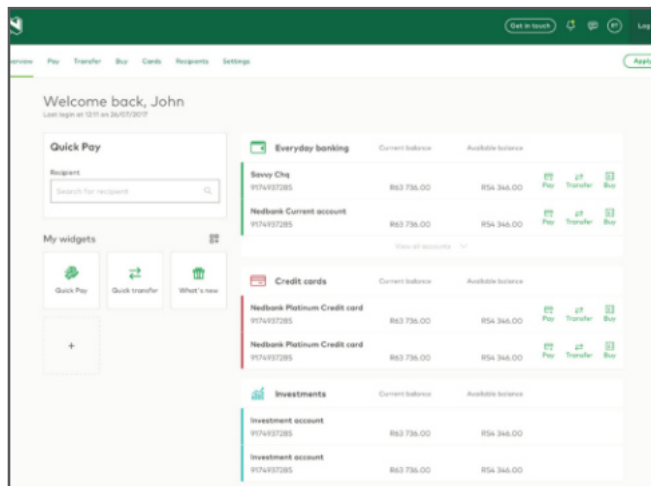 Get in touch
Log
erview Pay Transfer Buy Cards Recipients Settings
Apply
Welcome back, John
Last login at 12:11 on 26/07/2017
Quick Pay
Recipient
Search for recipient
My widgets
Quick Pay Quick transfer What's new
+
Everyday banking Current balance Available balance
Savvy Chq
9174937285 R63 736.00 R54 346.00 Pay Transfer Buy
Nedbank Current account
9174937285 R63 736.00 R54 346.00 Pay Transfer Buy
View all accounts
Credit cards Current balance Available balance
Nedbank Platinum Credit card
9174937285 R63 736.00 R54 346.00 Pay Transfer Buy
Nedbank Platinum Credit card
9174937285 R63 736.00 R54 346.00 Pay Transfer Buy
Investments Current balance Available balance
Investment account
9174937285 R63 736.00 R54 346.00
Investment account
9174937285 R63 736.00 R54 346.00